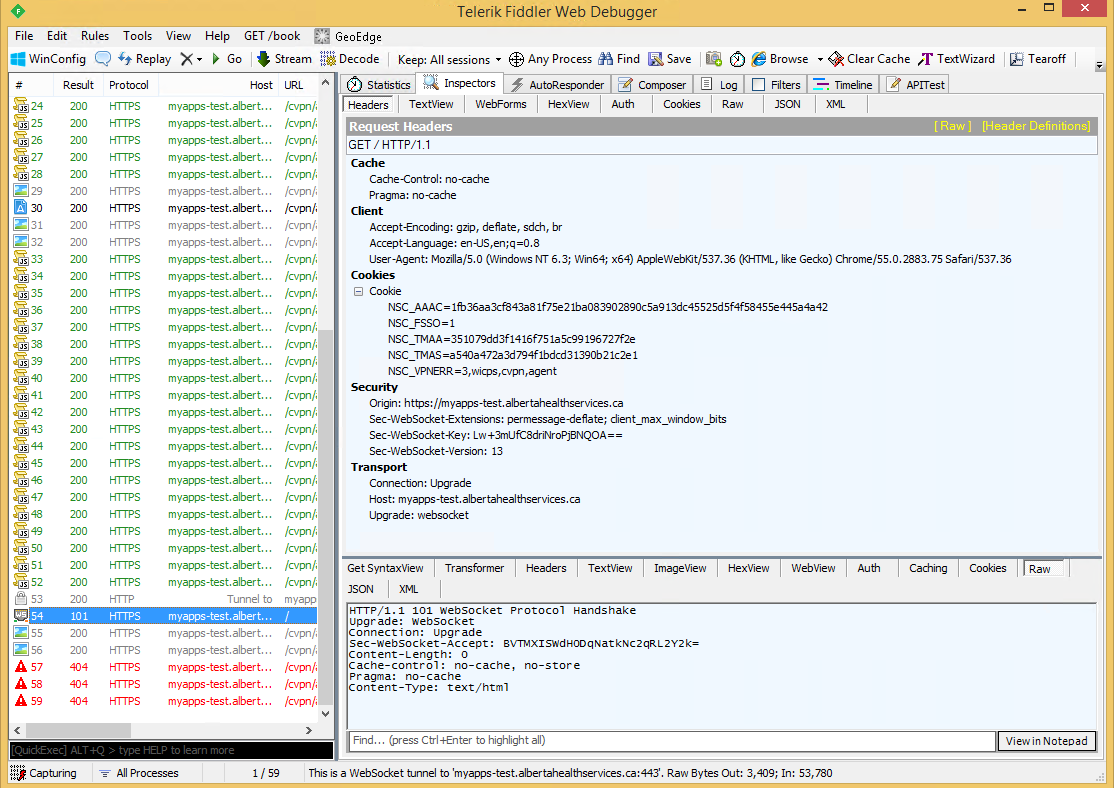 Telerik Fiddler Web Debugger
File Edit Rules Tools View Help GET /book GeoEdge
WinConfig Replay Go Stream Decode Keep: All sessions Any Process Find Save Browse Clear Cache TextWizard Tearoff
# Result Protocol Host URL
24 200 HTTPS myapps-test.albert... /cvpn/
25 200 HTTPS myapps-test.albert... /cvpn/
26 200 HTTPS myapps-test.albert... /cvpn/
27 200 HTTPS myapps-test.albert... /cvpn/
28 200 HTTPS myapps-test.albert... /cvpn/
29 200 HTTPS myapps-test.albert... /cvpn/
30 200 HTTPS myapps-test.albert... /cvpn/
31 200 HTTPS myapps-test.albert... /cvpn/
32 200 HTTPS myapps-test.albert... /cvpn/
33 200 HTTPS myapps-test.albert... /cvpn/
34 200 HTTPS myapps-test.albert... /cvpn/
35 200 HTTPS myapps-test.albert... /cvpn/
36 200 HTTPS myapps-test.albert... /cvpn/
37 200 HTTPS myapps-test.albert... /cvpn/
38 200 HTTPS myapps-test.albert... /cvpn/
39 200 HTTPS myapps-test.albert... /cvpn/
40 200 HTTPS myapps-test.albert... /cvpn/
41 200 HTTPS myapps-test.albert... /cvpn/
42 200 HTTPS myapps-test.albert... /cvpn/
43 200 HTTPS myapps-test.albert... /cvpn/
44 200 HTTPS myapps-test.albert... /cvpn/
45 200 HTTPS myapps-test.albert... /cvpn/
46 200 HTTPS myapps-test.albert... /cvpn/
47 200 HTTPS myapps-test.albert... /cvpn/
48 200 HTTPS myapps-test.albert... /cvpn/
49 200 HTTPS myapps-test.albert... /cvpn/
50 200 HTTPS myapps-test.albert... /cvpn/
51 200 HTTPS myapps-test.albert... /cvpn/
52 200 HTTPS myapps-test.albert... /cvpn/
53 200 HTTP Tunnel to myapp
54 101 HTTPS myapps-test.albert... /
55 200 HTTPS myapps-test.albert... /cvpn/
56 200 HTTPS myapps-test.albert... /cvpn/
57 404 HTTPS myapps-test.albert... /cvpn/
58 404 HTTPS myapps-test.albert... /cvpn/
59 404 HTTPS myapps-test.albert... /cvpn/
[QuickExec] ALT+Q > type HELP to learn more
Statistics Inspectors AutoResponder Composer Log Filters Timeline APITest
Headers TextView WebForms HexView Auth Cookies Raw JSON XML
Request Headers [ Raw ] [Header Definitions]
GET / HTTP/1.1
Cache
Cache-Control: no-cache
Pragma: no-cache
Client
Accept-Encoding: gzip, deflate, sdch, br
Accept-Language: en-US,en;q=0.8
User-Agent: Mozilla/5.0 (Windows NT 6.3; Win64; x64) AppleWebKit/537.36 (KHTML, like Gecko) Chrome/55.0.2883.75 Safari/537.36
Cookies
Cookie
NSC_AAAC=1fb36aa3cf843a81f75e21ba083902890c5a913dc45525d5f4f58455e445a4a42
NSC_FSSO=1
NSC_TMAA=351079dd3f1416f751a5c99196727f2e
NSC_TMAS=a540a472a3d794f1bdcd31390b21c2e1
NSC_VPNERR=3,wicps,cvpn,agent
Security
Origin: https://myapps-test.albertahealthservices.ca
Sec-WebSocket-Extensions: permessage-deflate; client_max_window_bits
Sec-WebSocket-Key: Lw+3mUfC8driNroPjBNQOA==
Sec-WebSocket-Version: 13
Transport
Connection: Upgrade
Host: myapps-test.albertahealthservices.ca
Upgrade: websocket
Get SyntaxView Transformer Headers TextView ImageView HexView WebView Auth Caching Cookies Raw
JSON XML
HTTP/1.1 101 WebSocket Protocol Handshake
Upgrade: WebSocket
Connection: Upgrade
Sec-WebSocket-Accept: BVTMXISWdHODqNatkNc2qRL2Y2k=
Content-Length: 0
Cache-control: no-cache, no-store
Pragma: no-cache
Content-Type: text/html
Find... (press Ctrl+Enter to highlight all) View in Notepad
Capturing All Processes 1 / 59 This is a WebSocket tunnel to 'myapps-test.albertahealthservices.ca:443'. Raw Bytes Out: 3,409; In: 53,780